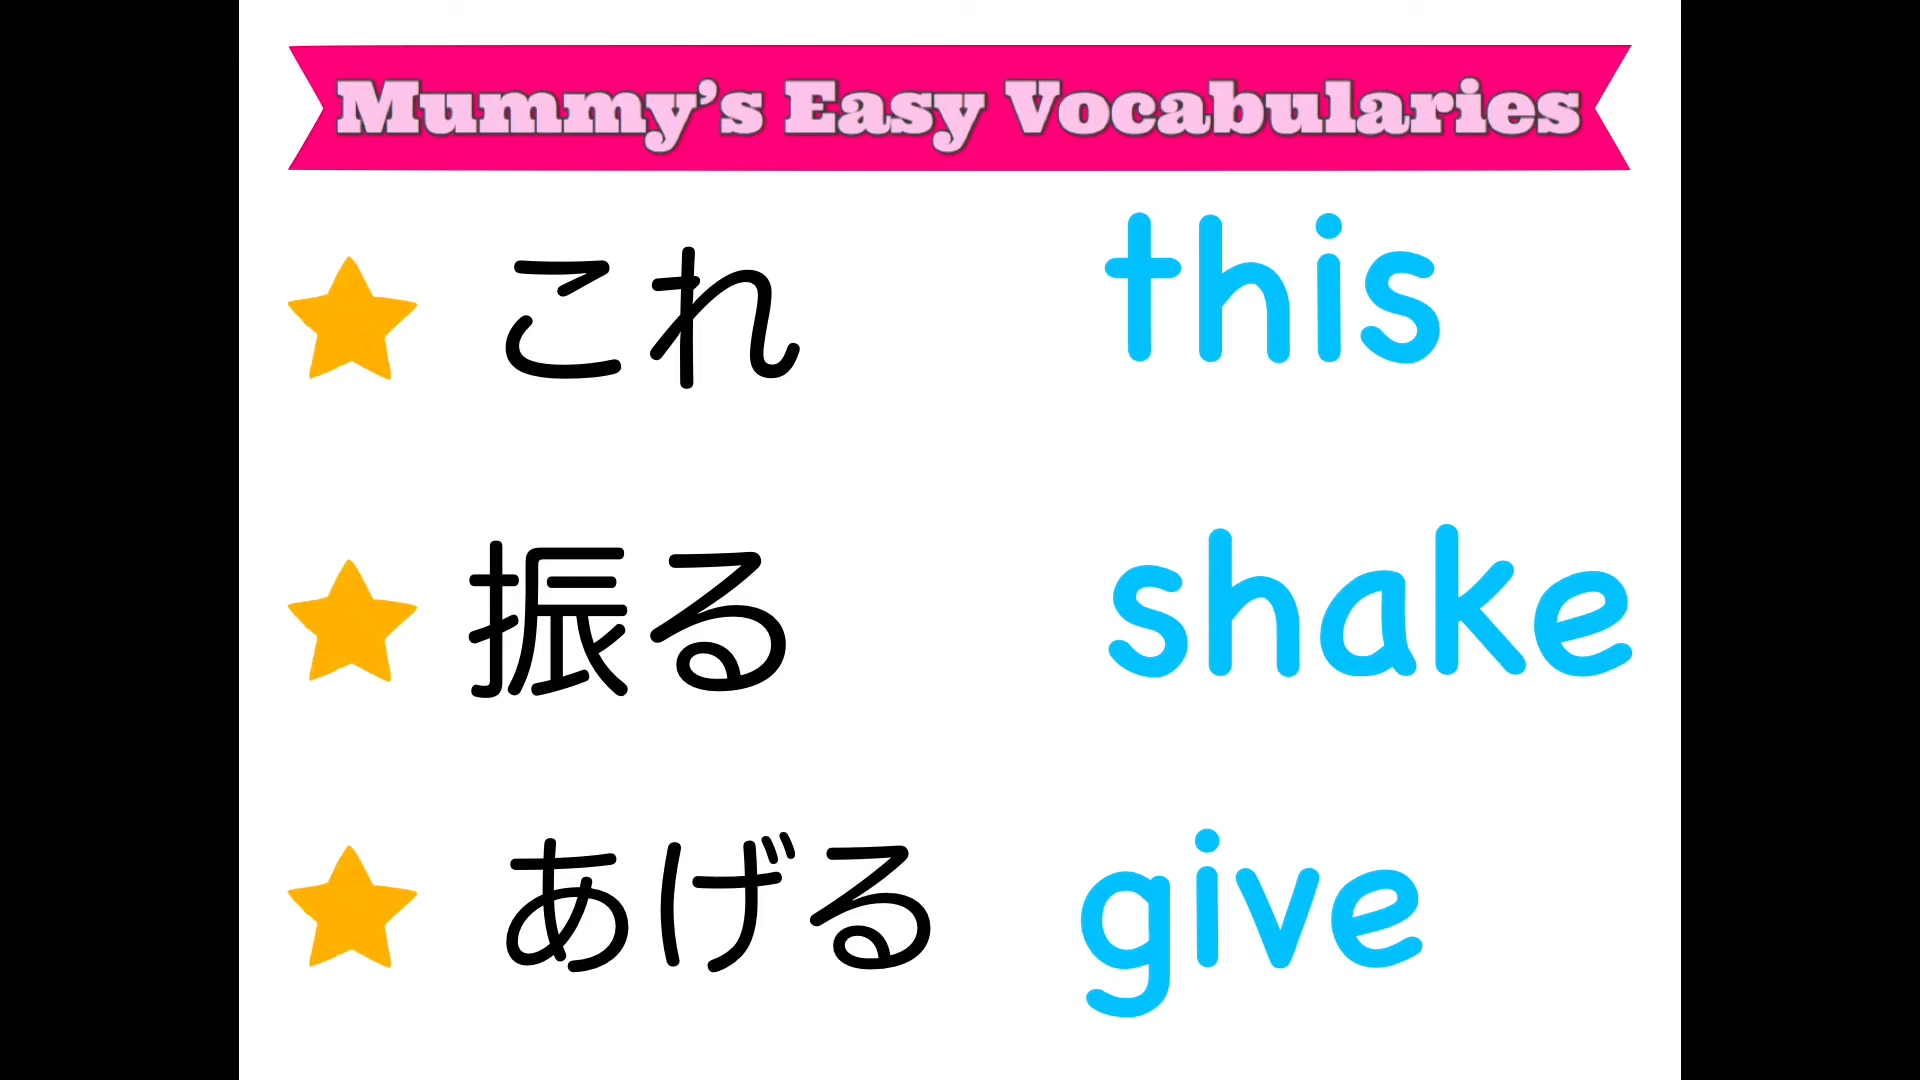 Mummy's Easy Vocabularies
これ this
振る shake
あげる give